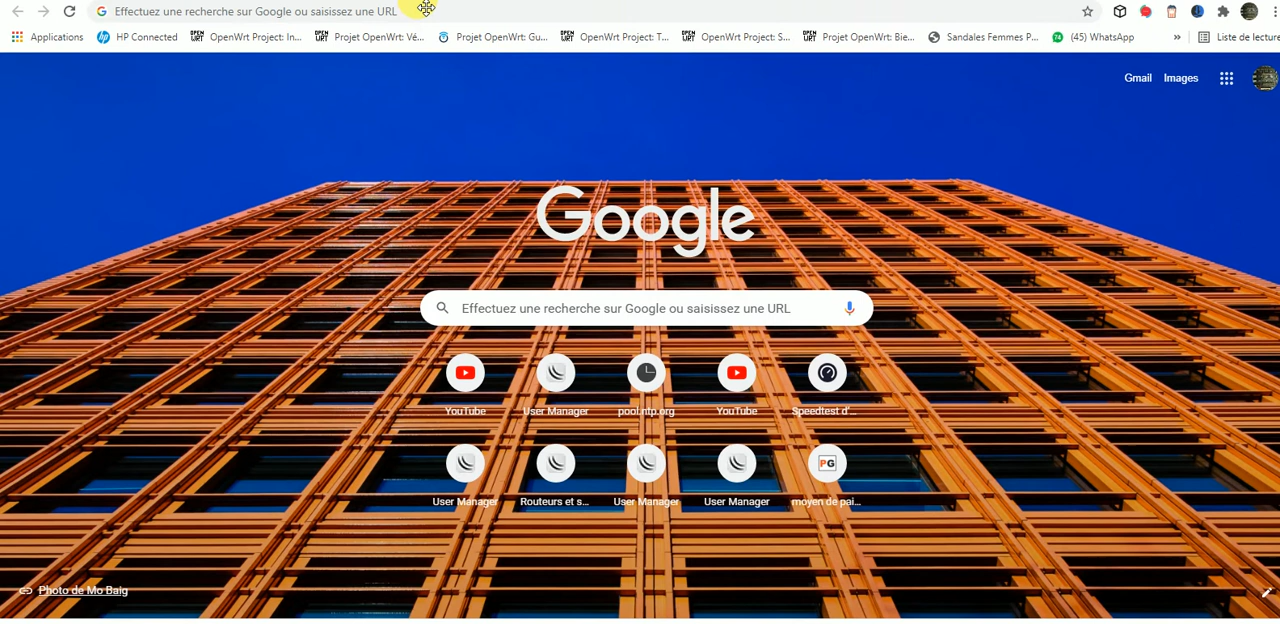 Effectuez une recherche sur Google ou saisissez une URL
Applications HP Connected OpenWrt Project: In... Projet OpenWrt: Vé... Projet OpenWrt: Gu... OpenWrt Project: T... OpenWrt Project: S... Projet OpenWrt: Bie... Sandales Femmes P... 74 (45) WhatsApp » Liste de lecture
Gmail Images
Google
Effectuez une recherche sur Google ou saisissez une URL
YouTube User Manager pool.ntp.org YouTube Speedtest d'...
PG
User Manager Routeurs et s... User Manager User Manager moyen de pai...
Photo de Mo Baig